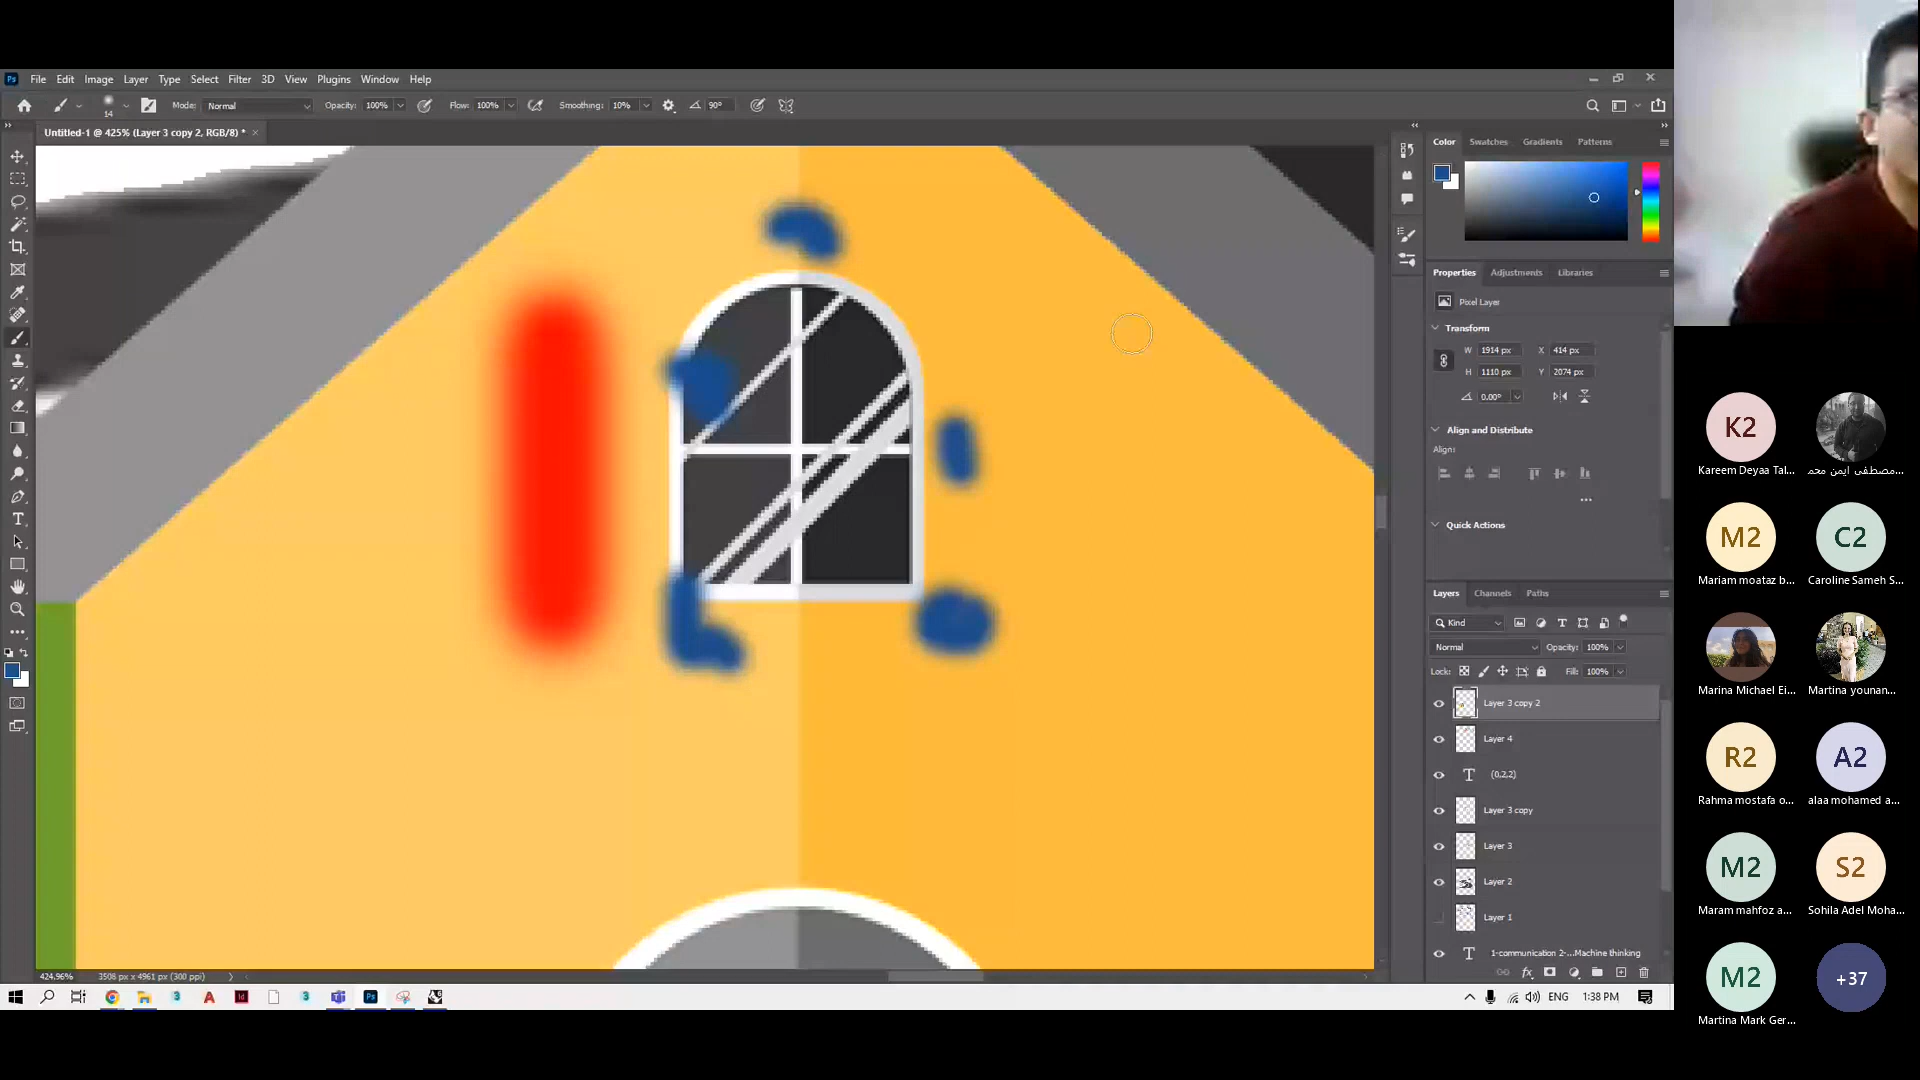 Ps File Edit Image Layer Type Select Filter 3D View Plugins Window Help
14 Mode: Normal Opacity: 100% Flow: 100% Smoothing: 10% 90°
Untitled-1 @ 425% (Layer 3 copy 2, RGB/8) *
Color Swatches Gradients Patterns
Properties Adjustments Libraries
Pixel Layer
Transform
W 1914 px X 414 px
H 1110 px Y 2074 px
0.00°
Align and Distribute
Align:
Quick Actions
Layers Channels Paths
Kind
Normal Opacity: 100%
Lock: Fill: 100%
Layer 3 copy 2
Layer 4
T (0,2,2)
Layer 3 copy
Layer 3
Layer 2
Layer 1
T 1-communication 2-...Machine thinking
424.96% 3508 px x 4961 px (300 ppi)
ENG 1:38 PM
K2
Kareem Deyaa Tal...
مصطفى ايمن محم...
M2 C2
Mariam moataz b... Caroline Sameh S...
Marina Michael Ei... Martina younan...
R2 A2
Rahma mostafa o... alaa mohamed a...
M2 S2
Maram mahfoz a... Sohila Adel Moha...
M2 +37
Martina Mark Ger...